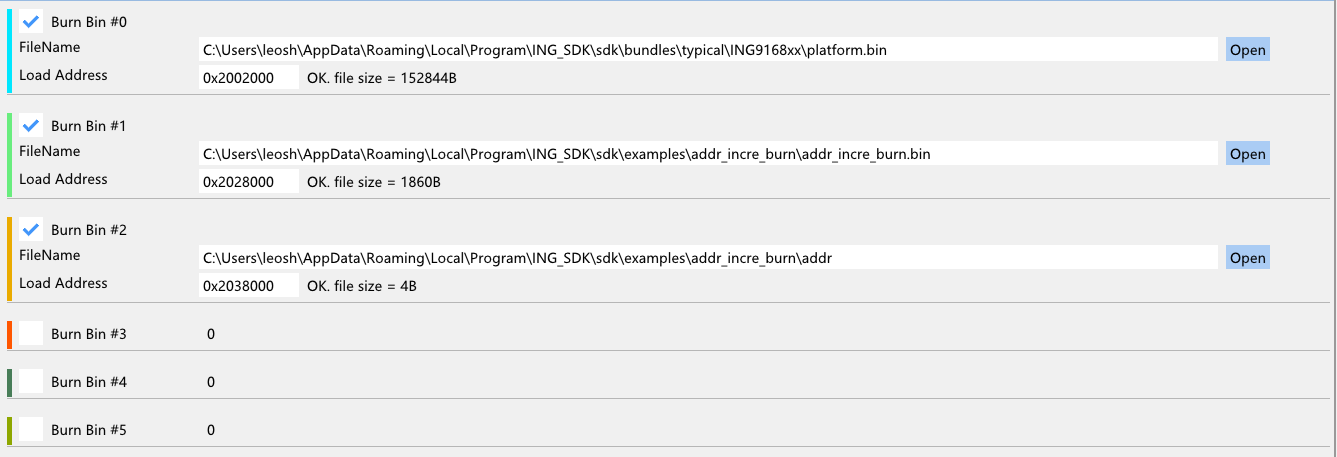 Burn Bin #0
FileName C:\Users\leosh\AppData\Roaming\Local\Program\ING_SDK\sdk\bundles\typical\ING9168xx\platform.bin Open
Load Address 0x2002000 OK. file size = 152844B
Burn Bin #1
FileName C:\Users\leosh\AppData\Roaming\Local\Program\ING_SDK\sdk\examples\addr_incre_burn\addr_incre_burn.bin Open
Load Address 0x2028000 OK. file size = 1860B
Burn Bin #2
FileName C:\Users\leosh\AppData\Roaming\Local\Program\ING_SDK\sdk\examples\addr_incre_burn\addr Open
Load Address 0x2038000 OK. file size = 4B
Burn Bin #3 0
Burn Bin #4 0
Burn Bin #5 0